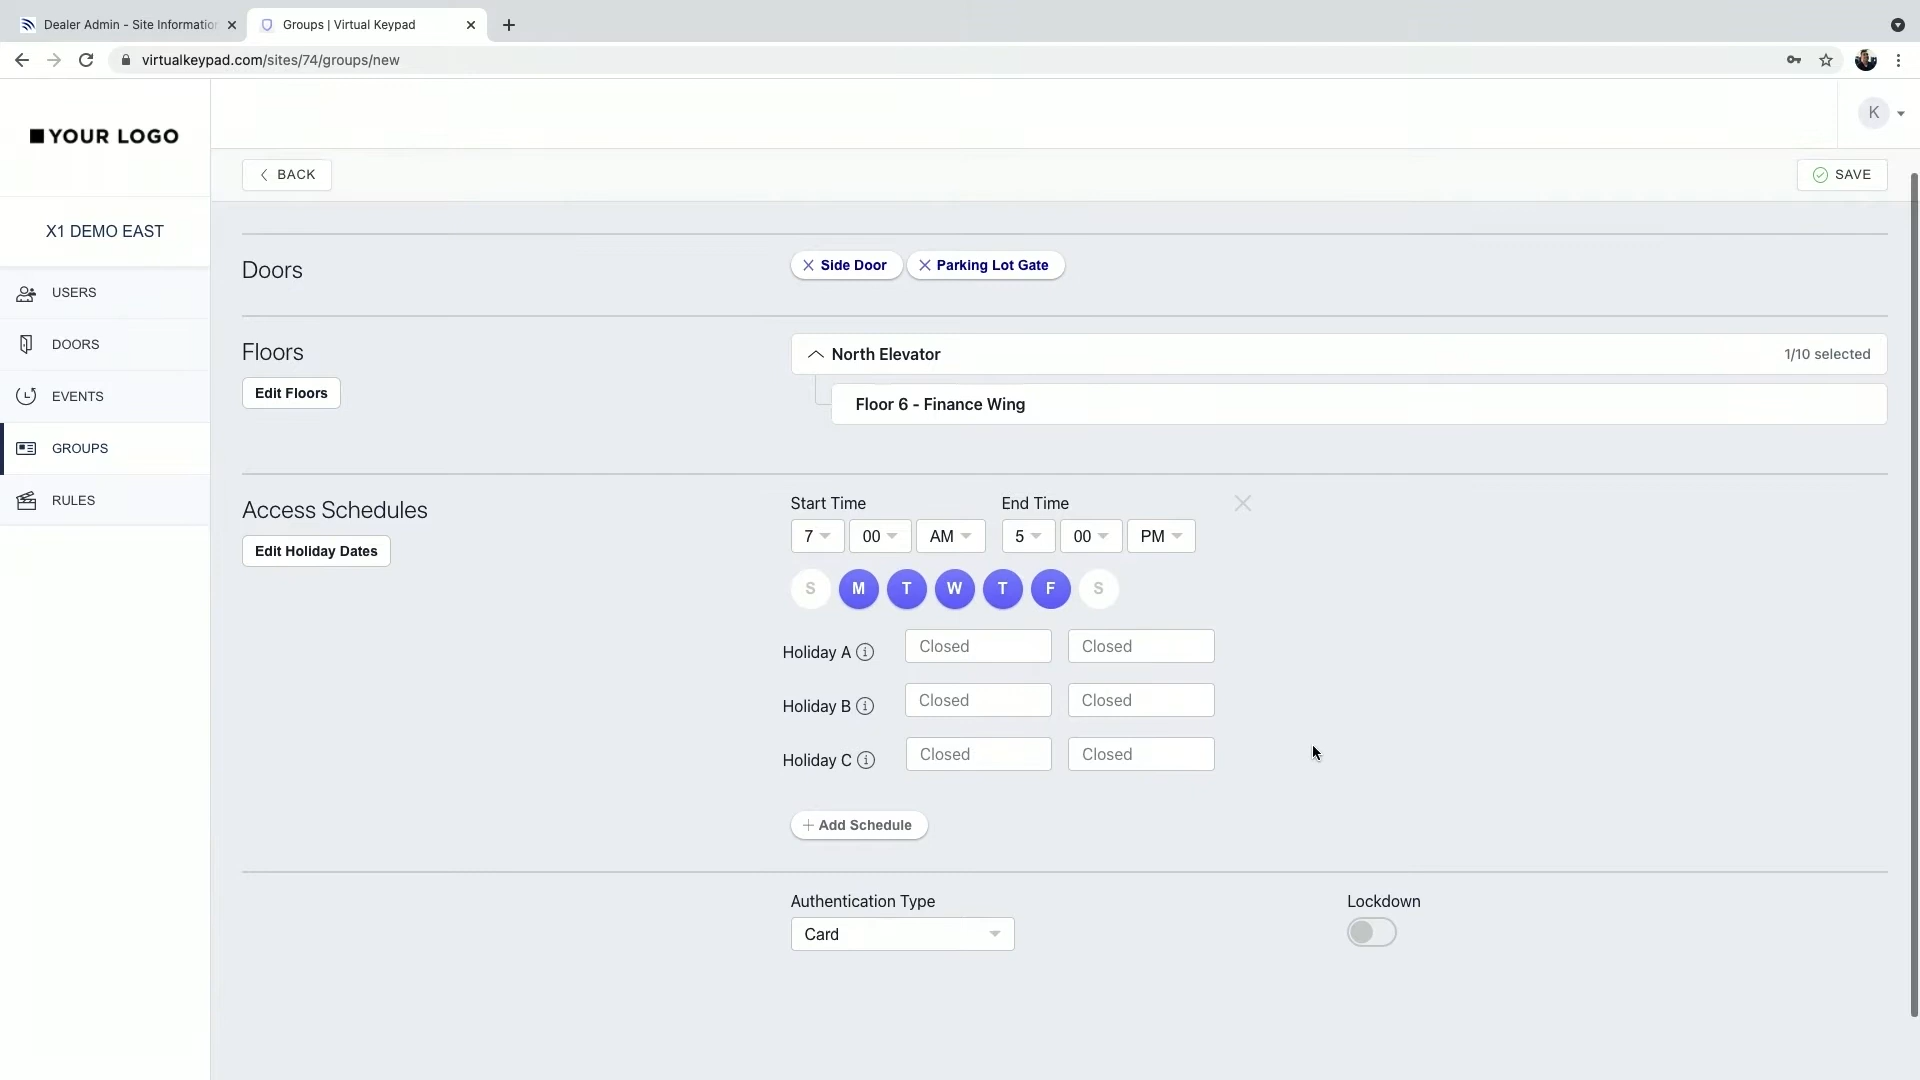 Dealer Admin - Site Informatio
Groups | Virtual Keypad
virtualkeypad.com/sites/74/groups/new
YOUR LOGO
K
BACK
SAVE
X1 DEMO EAST
USERS
DOORS
EVENTS
GROUPS
RULES
Doors
Side Door
Parking Lot Gate
Floors
Edit Floors
North Elevator
1/10 selected
Floor 6 - Finance Wing
Access Schedules
Edit Holiday Dates
Start Time
End Time
7 00 AM 5 00 PM
S M T W T F S
Holiday A Closed Closed
Holiday B Closed Closed
Holiday C Closed Closed
+ Add Schedule
Authentication Type
Card
Lockdown